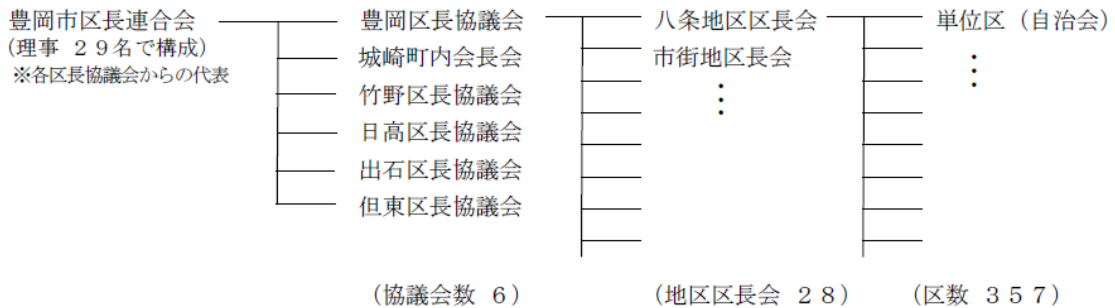 豊岡市区長連合会
(理事 29名で構成)
※各区長協議会からの代表
豊岡区長協議会
城崎町内会長会
竹野区長協議会
日高区長協議会
出石区長協議会
但東区長協議会
(協議会数 6)
八条地区区長会
市街地区長会
⋮
(地区区長会 28)
単位区(自治会)
⋮
(区数 357)